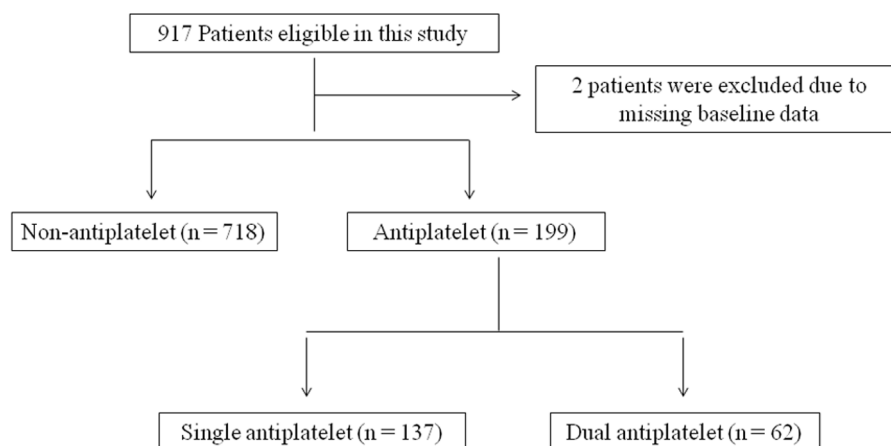 917 Patients eligible in this study
2 patients were excluded due to
missing baseline data
Non-antiplatelet (n = 718)
Antiplatelet (n = 199)
Single antiplatelet (n = 137)
Dual antiplatelet (n = 62)